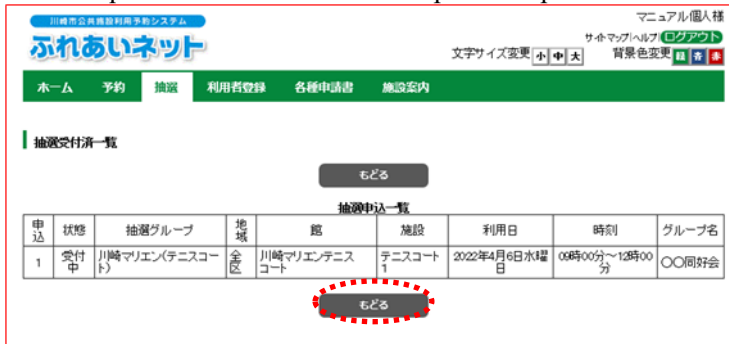 川崎市公共施設利用予約システム
ふれあいネット
マニュアル個人様
サイトマップ|ヘルプ ログアウト
文字サイズ変更 小 中 大 背景色変更 緑 青 赤
ホーム 予約 抽選 利用者登録 各種申請書 施設案内
抽選受付済一覧
もどる
抽選申込一覧
申込 状態 抽選グループ 地域 館 施設 利用日 時刻 グループ名
1 受付中 川崎マリエン(テニスコート) 全区 川崎マリエンテニスコート テニスコート1 2022年4月6日水曜日 09時00分~12時00分 〇〇同好会
もどる